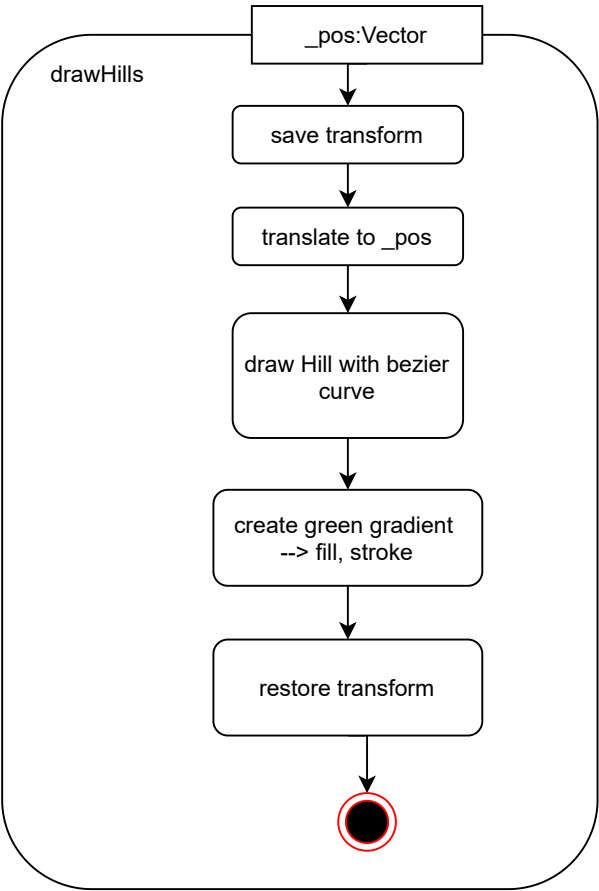 _pos:Vector
drawHills
save transform
translate to _pos
draw Hill with bezier
curve
create green gradient
--> fill, stroke
restore transform